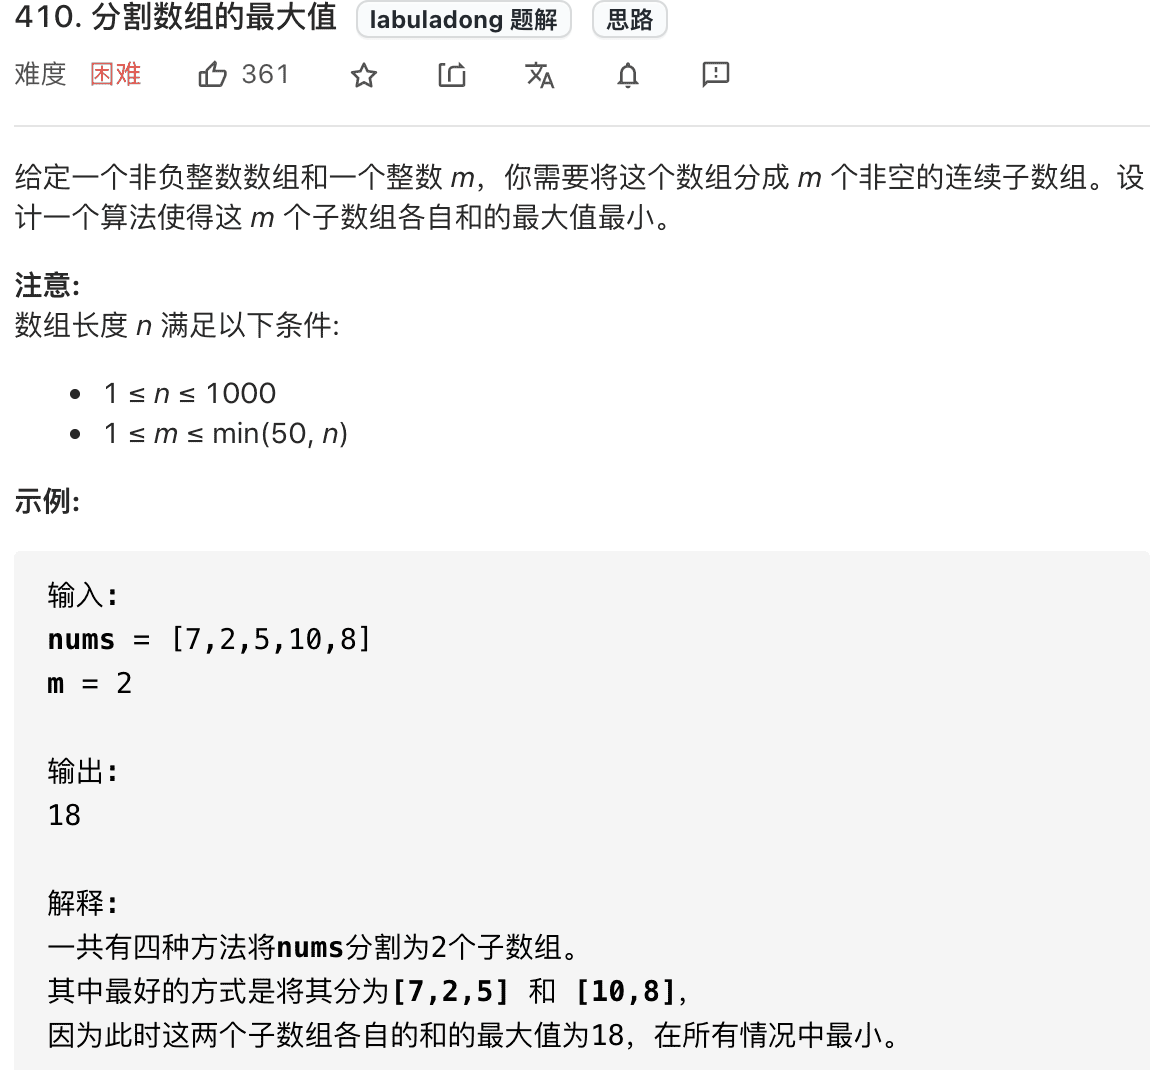 410. 分割数组的最大值 labuladong 题解 思路
难度 困难 361
给定一个非负整数数组和一个整数 m，你需要将这个数组分成 m 个非空的连续子数组。设
计一个算法使得这 m 个子数组各自和的最大值最小。
注意:
数组长度 n 满足以下条件:
• 1 ≤ n ≤ 1000
• 1 ≤ m ≤ min(50, n)
示例:
输入:
nums = [7,2,5,10,8]
m = 2
输出:
18
解释:
一共有四种方法将nums分割为2个子数组。
其中最好的方式是将其分为[7,2,5] 和 [10,8]，
因为此时这两个子数组各自的和的最大值为18，在所有情况中最小。